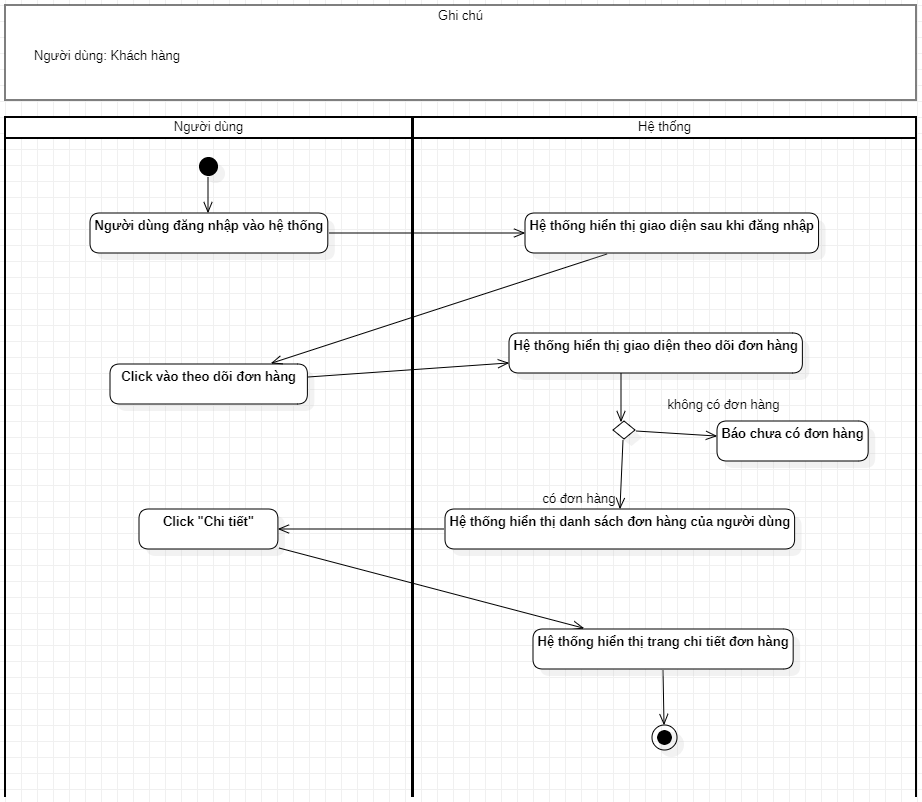 Ghi chú
Người dùng: Khách hàng
Người dùng
Hệ thống
Người dùng đăng nhập vào hệ thống
Hệ thống hiển thị giao diện sau khi đăng nhập
Hệ thống hiển thị giao diện theo dõi đơn hàng
Click vào theo dõi đơn hàng
không có đơn hàng
Báo chưa có đơn hàng
có đơn hàng
Click "Chi tiết"
Hệ thống hiển thị danh sách đơn hàng của người dùng
Hệ thống hiển thị trang chi tiết đơn hàng